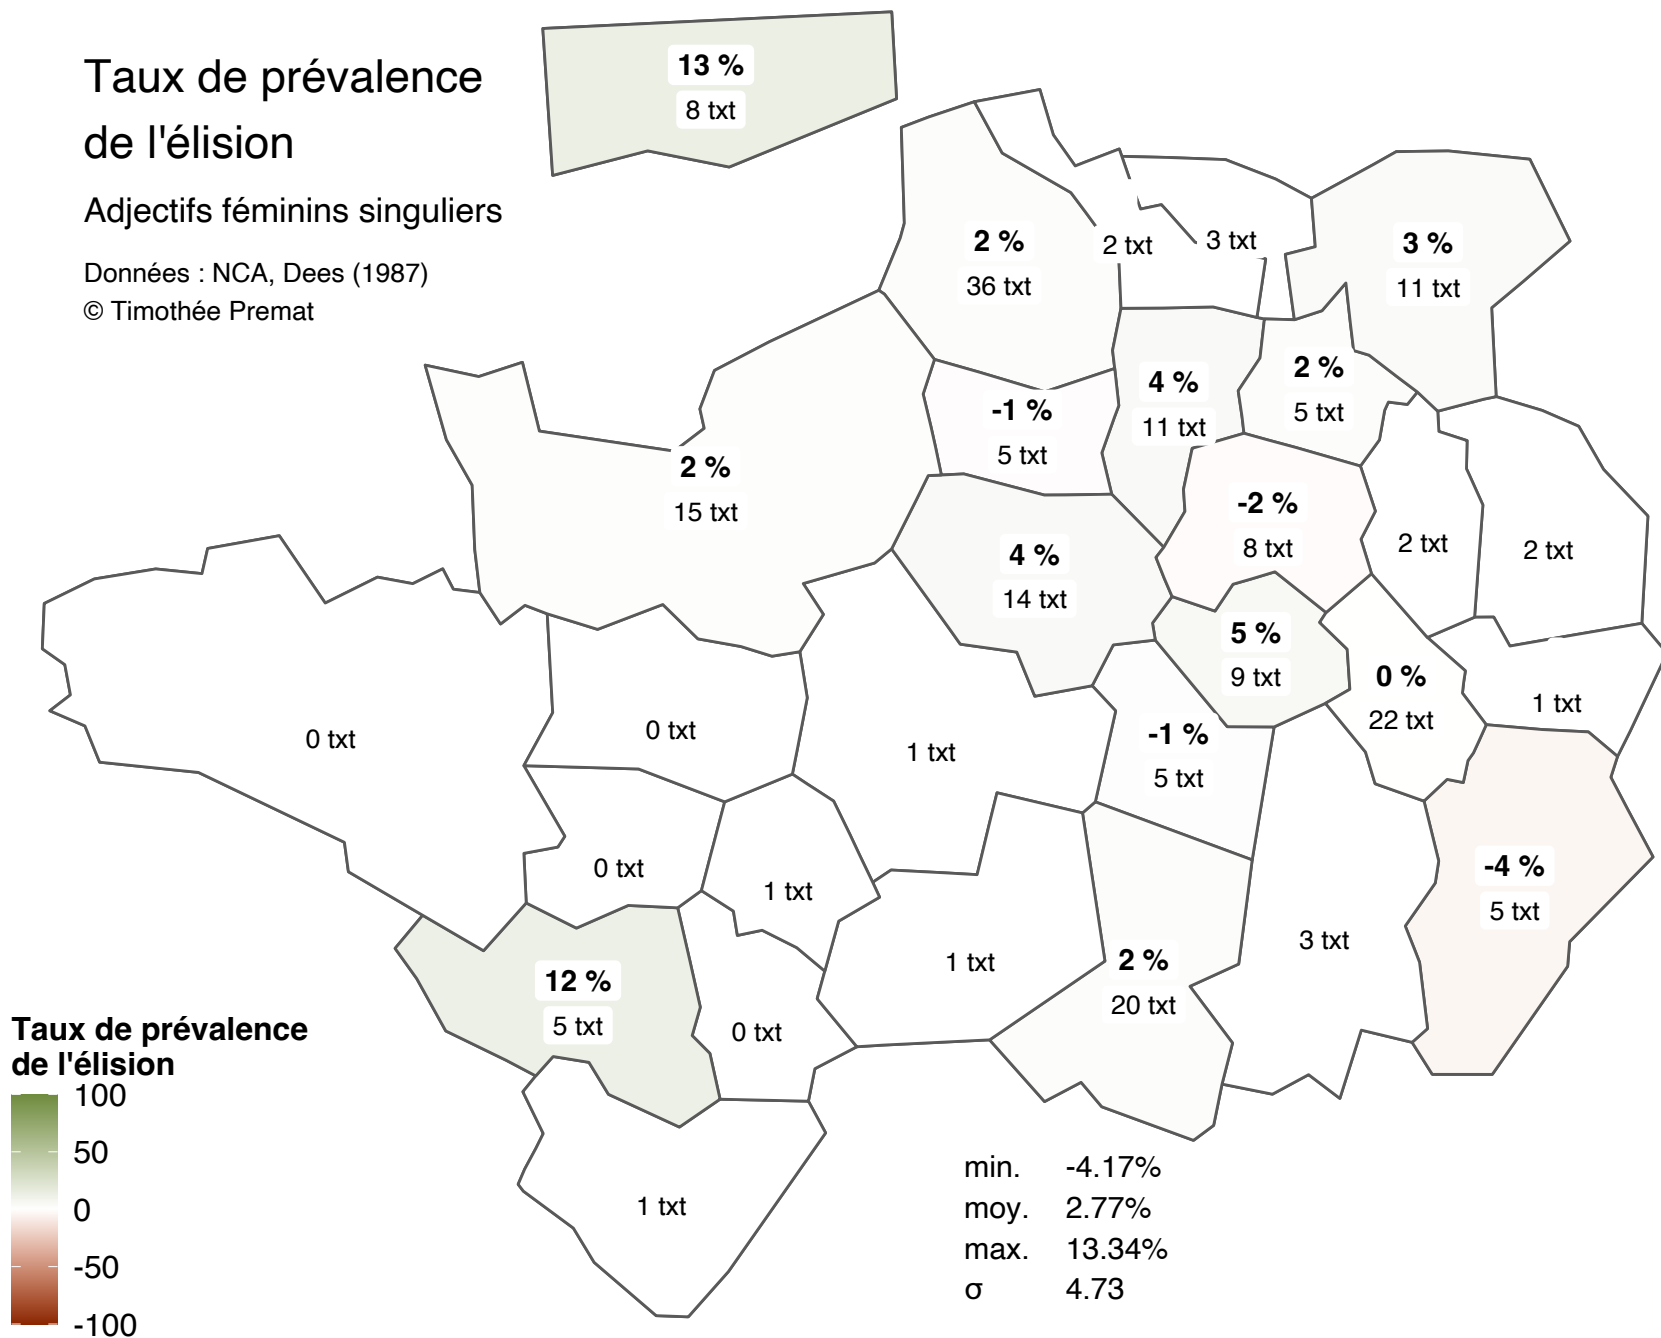 Taux de prévalence
de l'élision
Adjectifs féminins singuliers
Données : NCA, Dees (1987)
© Timothée Premat
13 %
8 txt
2 %
36 txt
2 txt
3 txt
3 %
11 txt
2 %
5 txt
4 %
11 txt
-1 %
5 txt
2 %
15 txt
-2 %
8 txt
2 txt
2 txt
4 %
14 txt
5 %
9 txt
0 %
22 txt
1 txt
0 txt
0 txt
1 txt
-1 %
5 txt
0 txt
1 txt
-4 %
5 txt
3 txt
1 txt
2 %
20 txt
12 %
5 txt
0 txt
1 txt
Taux de prévalence
de l'élision
100
50
0
-50
-100
min. -4.17%
moy. 2.77%
max. 13.34%
σ 4.73